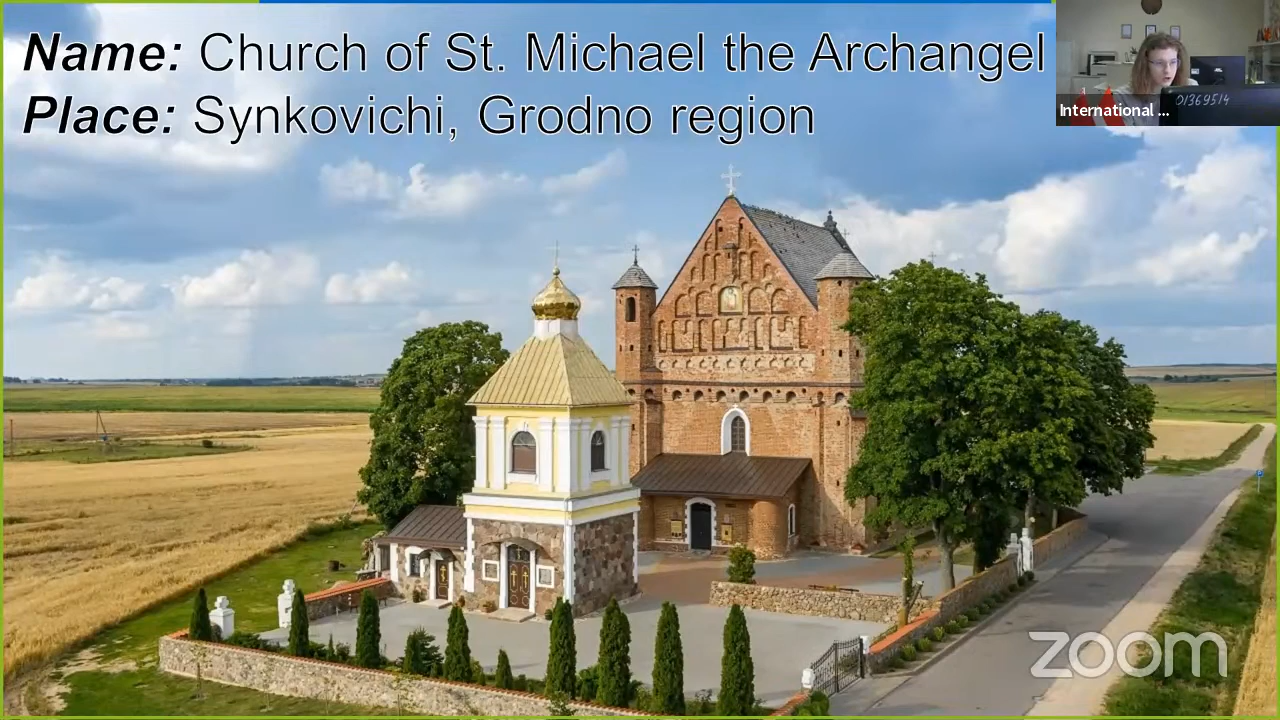 Name: Church of St. Michael the Archangel
Place: Synkovichi, Grodno region
International ...
01369514
zoom